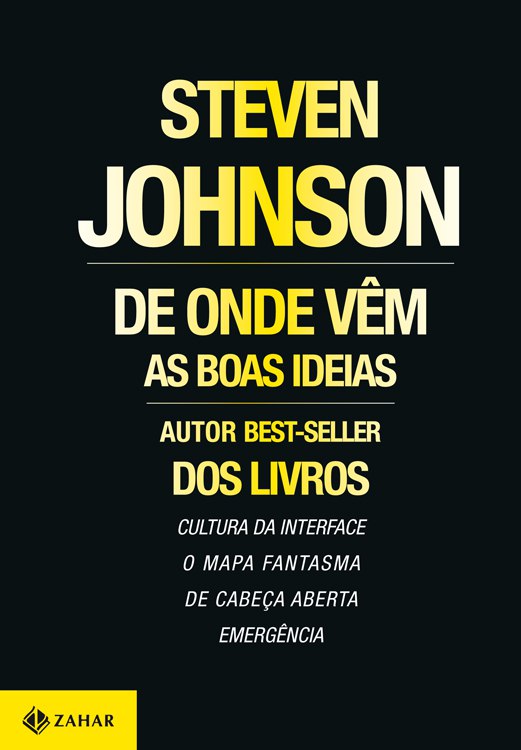 STEVEN
JOHNSON
DE ONDE VÊM
AS BOAS IDEIAS
AUTOR BEST-SELLER
DOS LIVROS
CULTURA DA INTERFACE
O MAPA FANTASMA
DE CABEÇA ABERTA
EMERGÊNCIA
ZAHAR